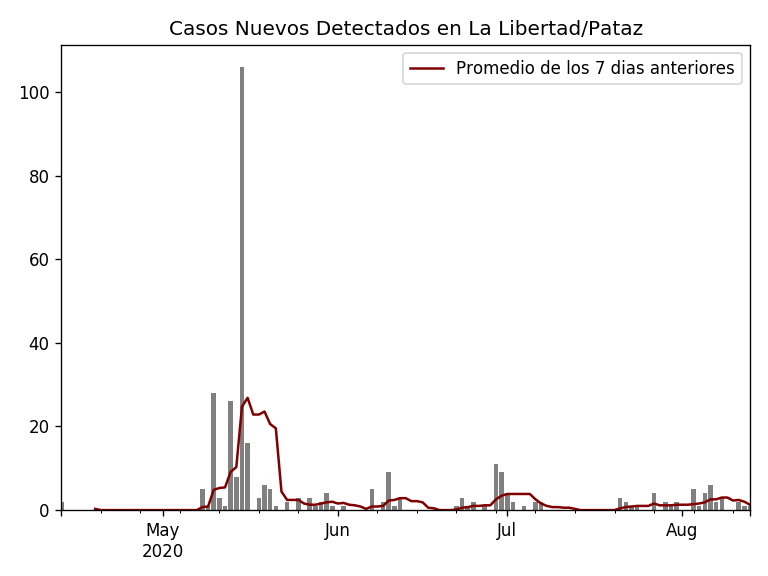 Casos Nuevos Detectados en La Libertad/Pataz
Promedio de los 7 dias anteriores
100
80
60
40
20
0
May Jun Jul Aug
2020